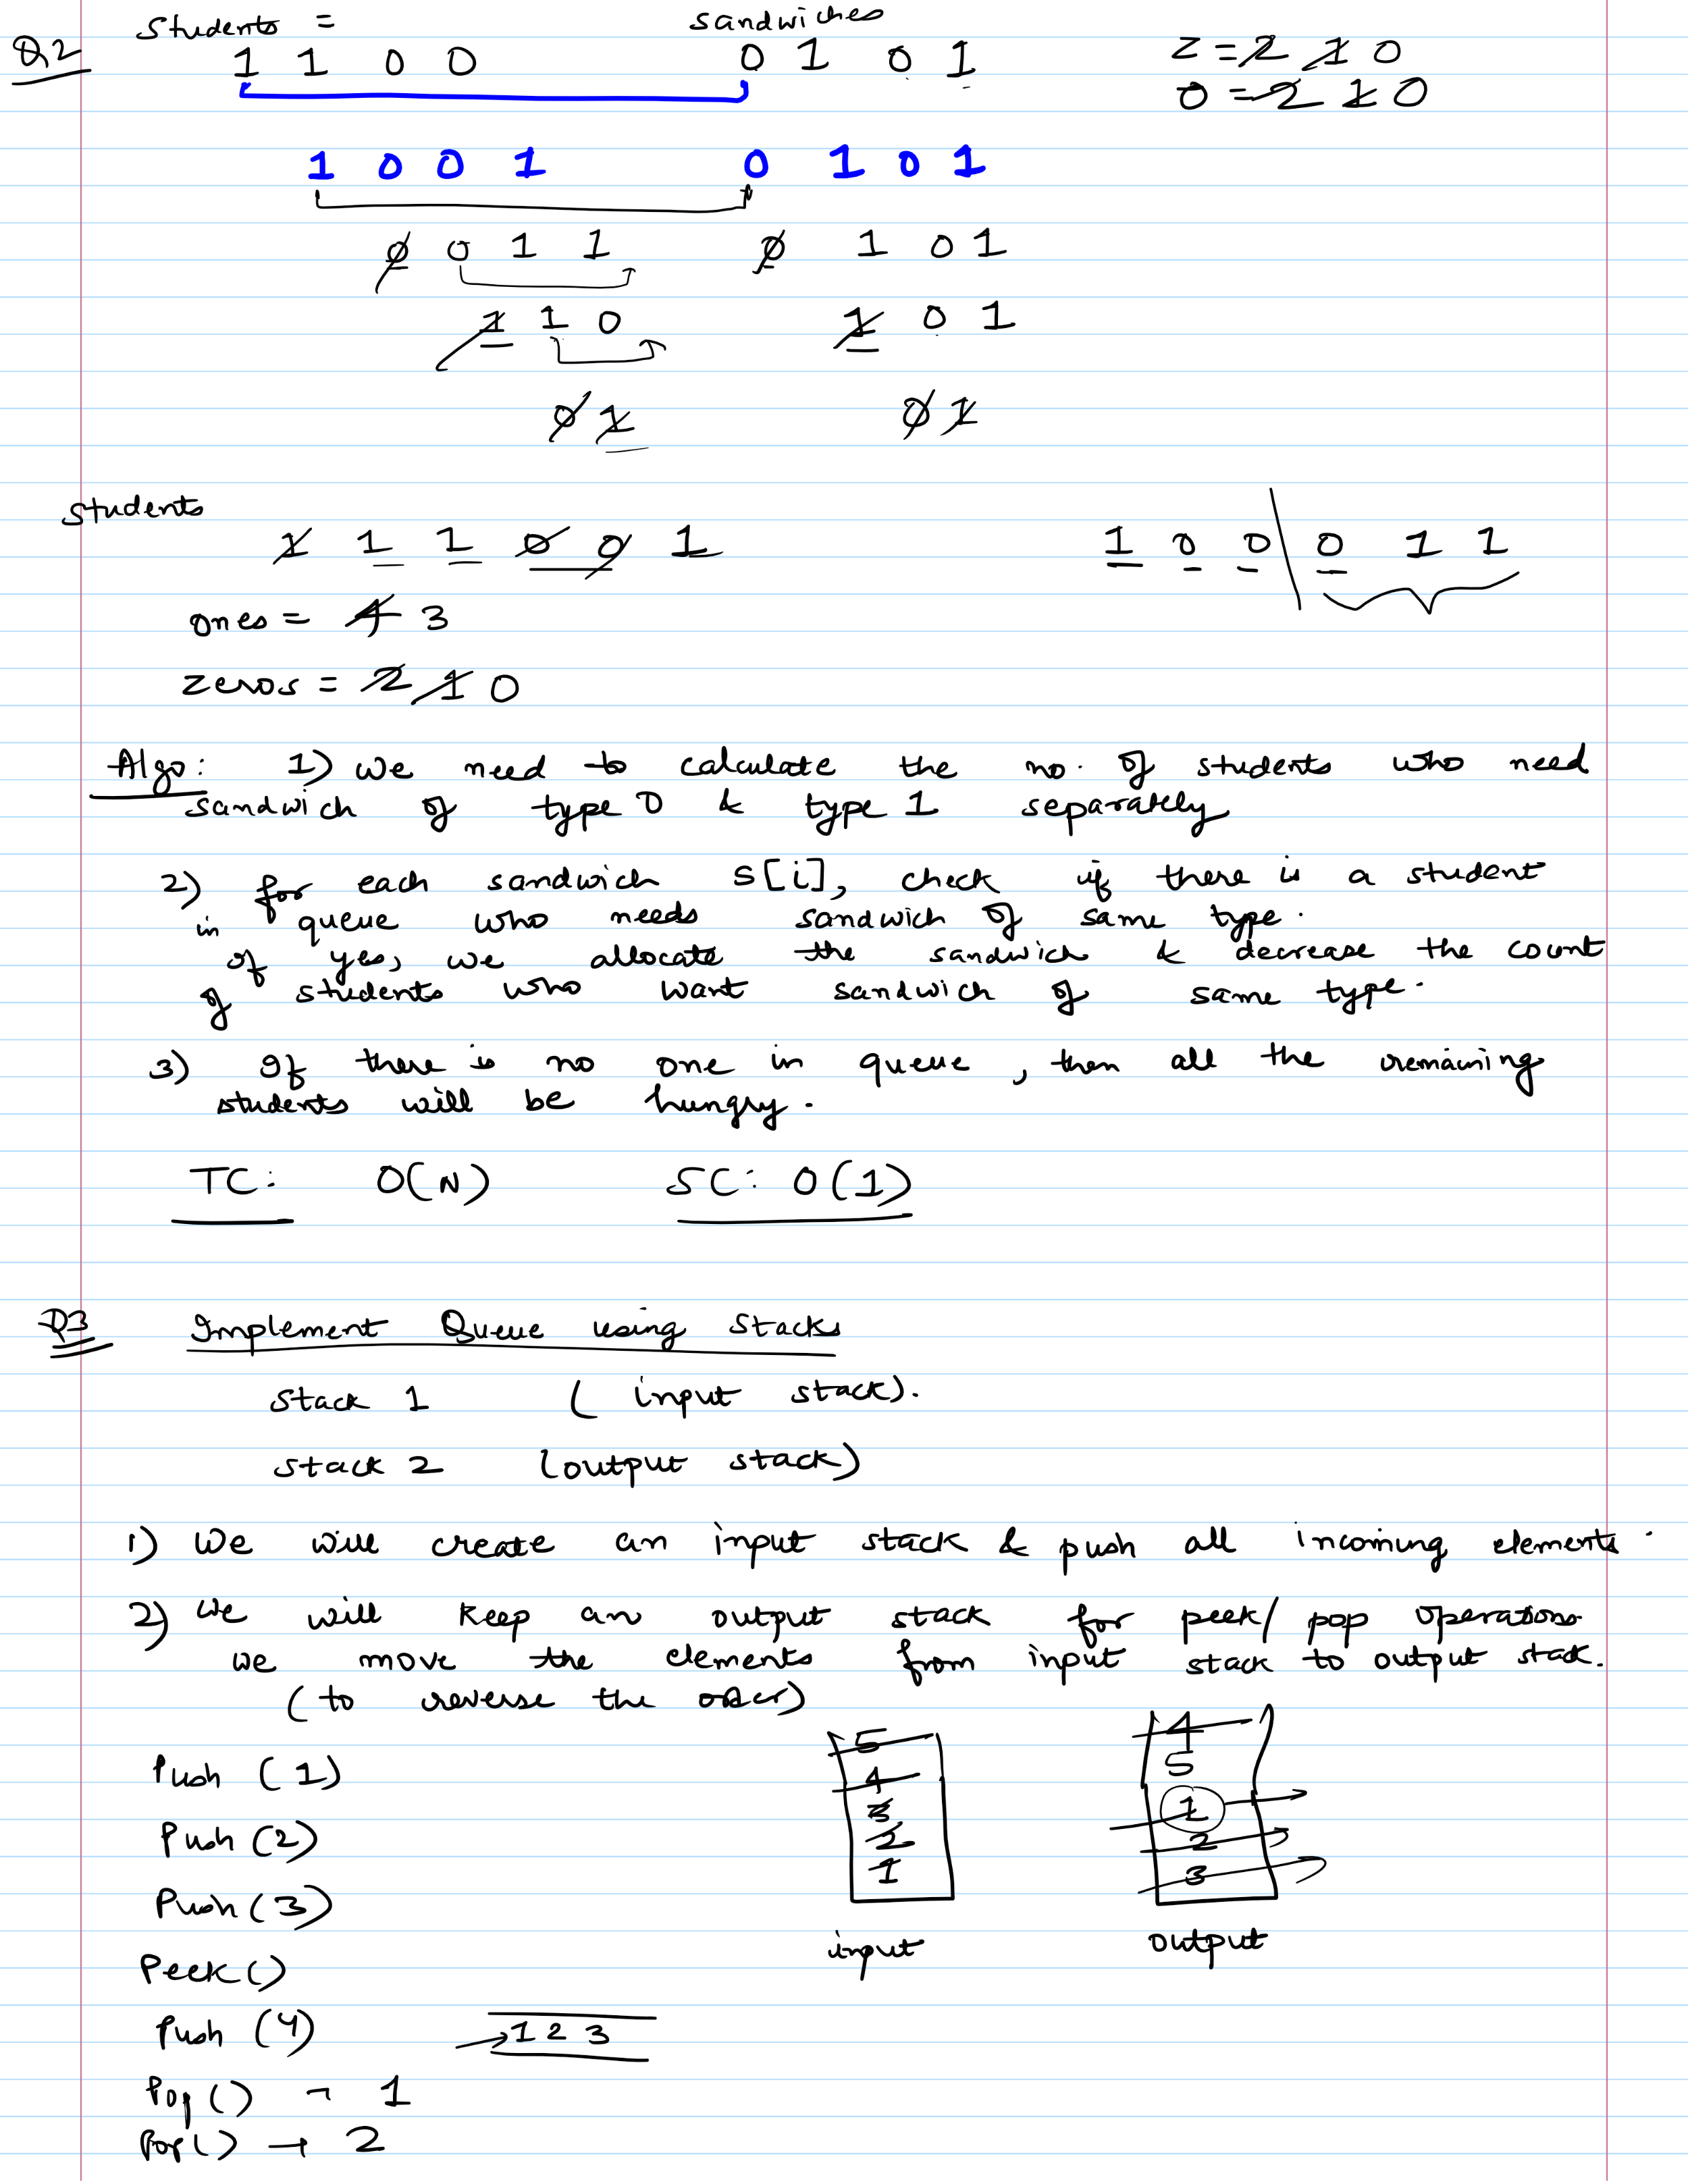 Q2 students = sandwiches
1 1 0 0 0 1 0 1 z = 2 1 0
0 = 2 1 0
1 0 0 1 0 1 0 1
0 0 1 1 0 1 0 1
1 1 0 1 0 1
0 1 0 1
students
1 1 1 0 0 1 1 0 0 0 1 1
ones = 4 3
zeros = 2 1 0
Algo: 1) we need to calculate the no. of students who need
sandwich of type 0 & type 1 separately
2) for each sandwich s[i], check if there is a student
in queue who needs sandwich of same type.
If yes, we allocate the sandwich & decrease the count
of students who want sandwich of same type.
3) If there is no one in queue, then all the remaining
students will be hungry.
TC: O(N) SC: O(1)
Q3 Implement Queue using Stacks
Stack 1 ( input stack).
Stack 2 (output stack)
1) We will create an input stack & push all incoming elements.
2) We will keep an output stack for peek/ pop operations.
we move the elements from input stack to output stack.
(to reverse the order)
5 4
4 5
Push (1) 3 1
Push (2) 2 2
1 3
Push (3)
input output
Peek()
Push (4) 1 2 3
Pop() → 1
Pop() → 2